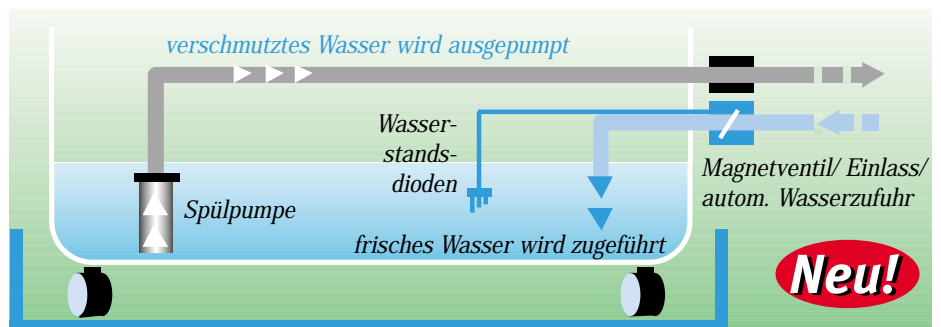 verschmutztes Wasser wird ausgepumpt
Wasser-
stands-
dioden
Magnetventil/ Einlass/
autom. Wasserzufuhr
Spülpumpe
frisches Wasser wird zugeführt
Neu!